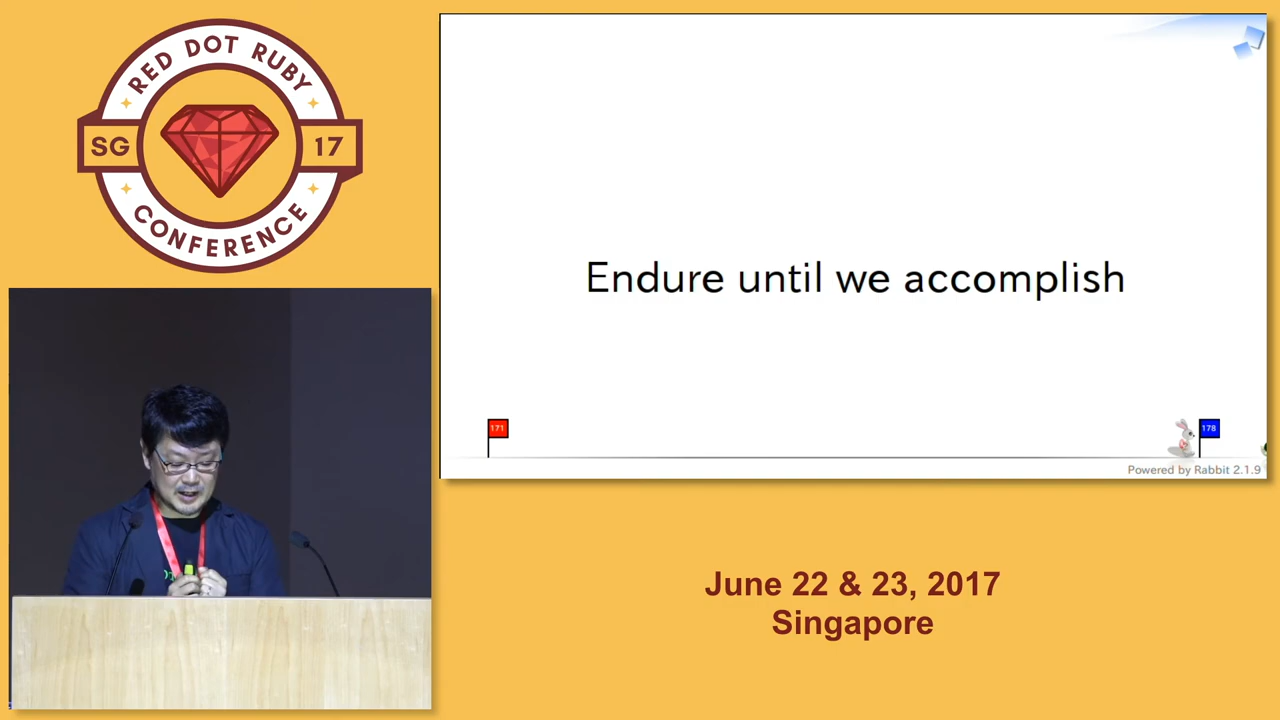 RED DOT RUBY
SG
17
CONFERENCE
Endure until we accomplish
171
178
Powered by Rabbit 2.1.9
June 22 & 23, 2017
Singapore